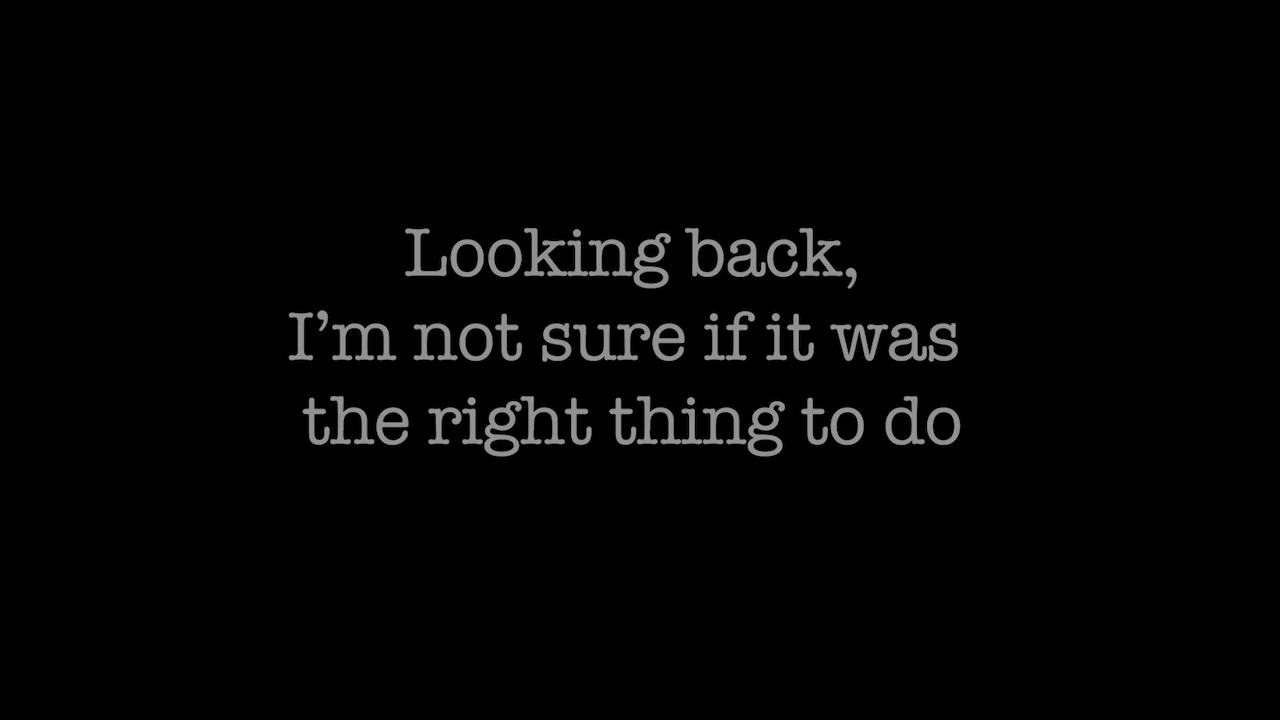 Looking back,
I’m not sure if it was
the right thing to do